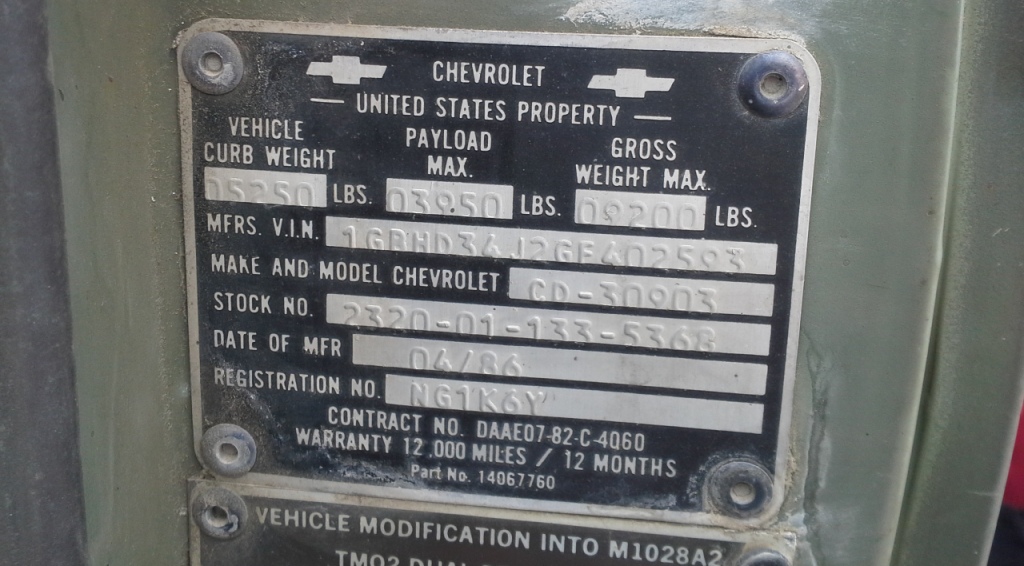 CHEVROLET
UNITED STATES PROPERTY
VEHICLE CURB WEIGHT 05250 LBS.
PAYLOAD MAX. 03950 LBS.
GROSS WEIGHT MAX. 09200 LBS.
MFRS. V.I.N. 1GBHD34J2GF402593
MAKE AND MODEL CHEVROLET CD-30903
STOCK NO. 2320-01-133-5368
DATE OF MFR 04/86
REGISTRATION NO. NG1K6Y
CONTRACT NO. DAAE07-82-C-4060
WARRANTY 12,000 MILES / 12 MONTHS
Part No. 14067760
VEHICLE MODIFICATION INTO M1028A2